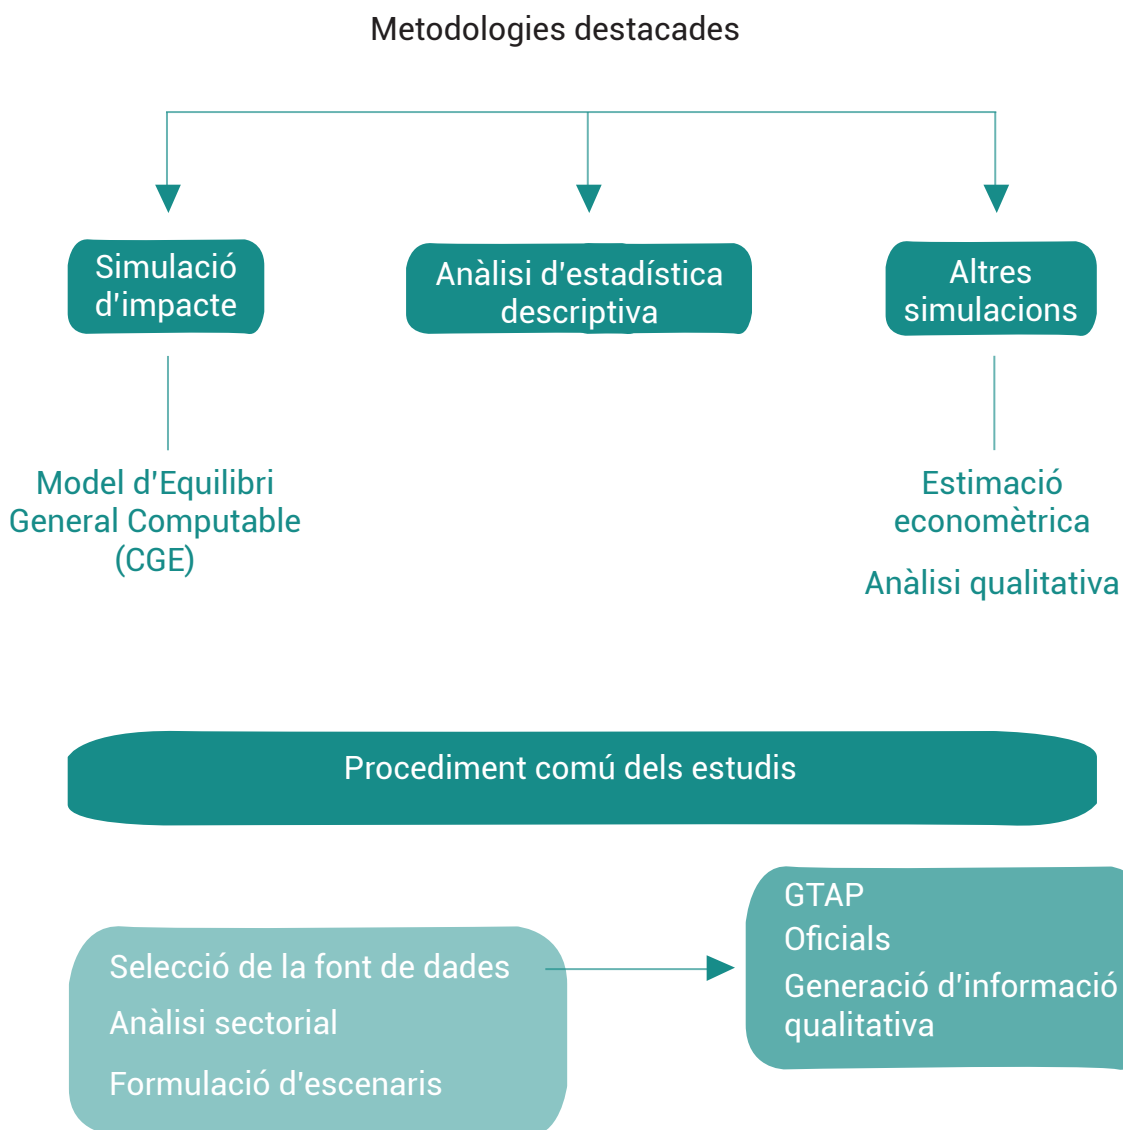 Metodologies destacades
Simulació
d'impacte
Anàlisi d'estadística
descriptiva
Altres
simulacions
Model d'Equilibri
General Computable
(CGE)
Estimació
economètrica
Anàlisi qualitativa
Procediment comú dels estudis
Selecció de la font de dades
Anàlisi sectorial
Formulació d'escenaris
GTAP
Oficials
Generació d'informació
qualitativa